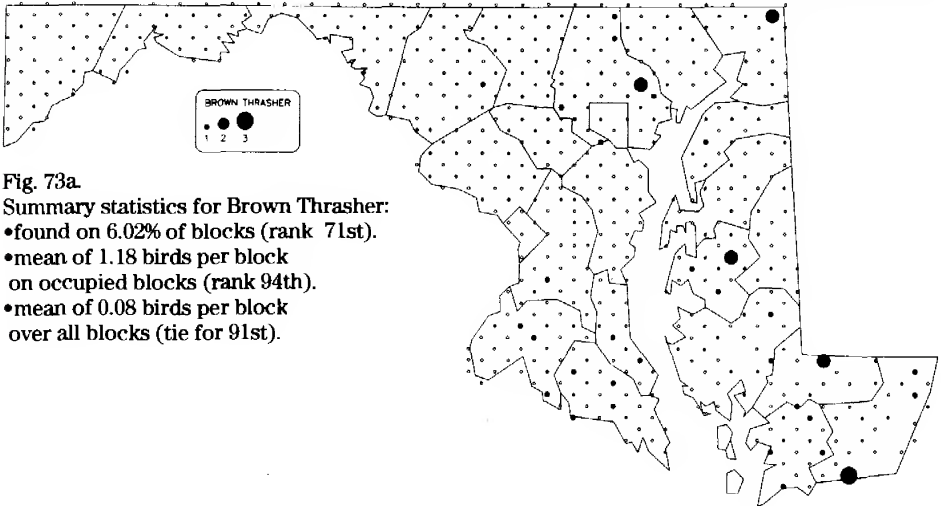 BROWN THRASHER
1 2 3
Fig. 73a.
Summary statistics for Brown Thrasher:
•found on 6.02% of blocks (rank 71st).
•mean of 1.18 birds per block
on occupied blocks (rank 94th).
•mean of 0.08 birds per block
over all blocks (tie for 91st).